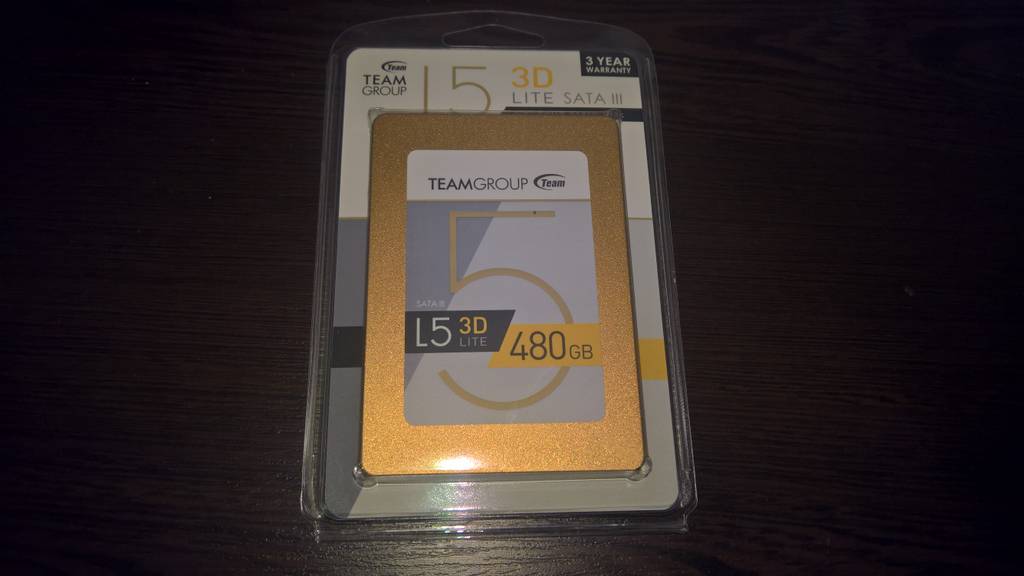 Team
TEAM
GROUP
L5
3D
LITE SATA III
3 YEAR
WARRANTY
TEAMGROUP Team
5
SATA III
L5 3D
LITE
480GB